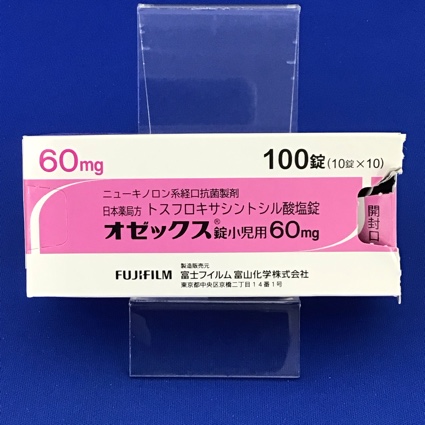 60mg
100錠(10錠×10)
ニューキノロン系経口抗菌製剤
日本薬局方 トスフロキサシントシル酸塩錠
オゼックス®錠小児用60mg
開封口
FUJIFILM
製造販売元
富士フイルム富山化学株式会社
東京都中央区京橋二丁目14番1号